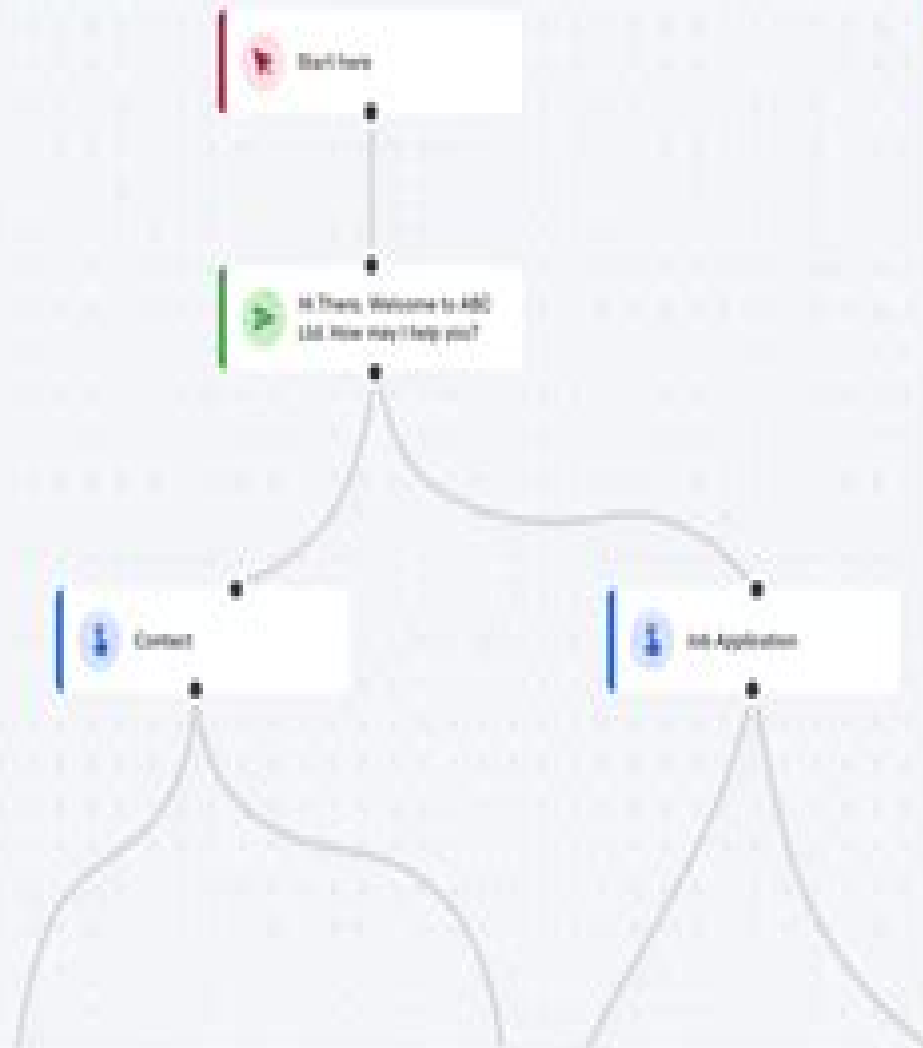 Start here
Hi There, Welcome to ABC
Ltd. How may I help you?
Contact
Job Application